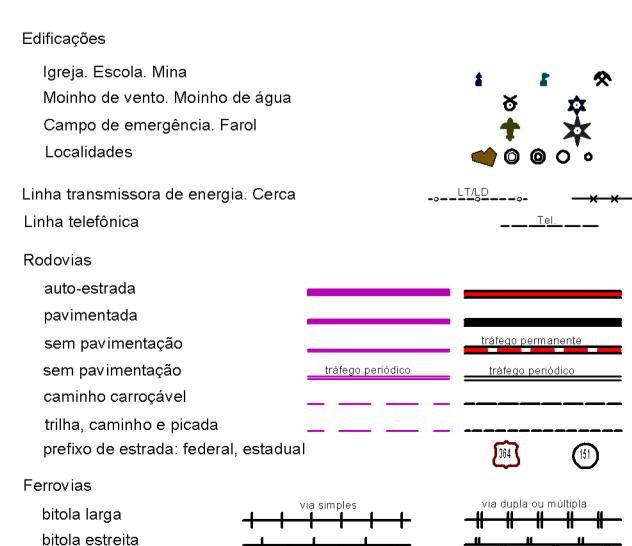 Edificações
Igreja. Escola. Mina
Moinho de vento. Moinho de água
Campo de emergência. Farol
Localidades
Linha transmissora de energia. Cerca LT/LD
Linha telefônica Tel.
Rodovias
auto-estrada
pavimentada
sem pavimentação tráfego permanente
sem pavimentação tráfego periódico tráfego periódico
caminho carroçável
trilha, caminho e picada
prefixo de estrada: federal, estadual 364 151
Ferrovias
bitola larga via simples via dupla ou múltipla
bitola estreita